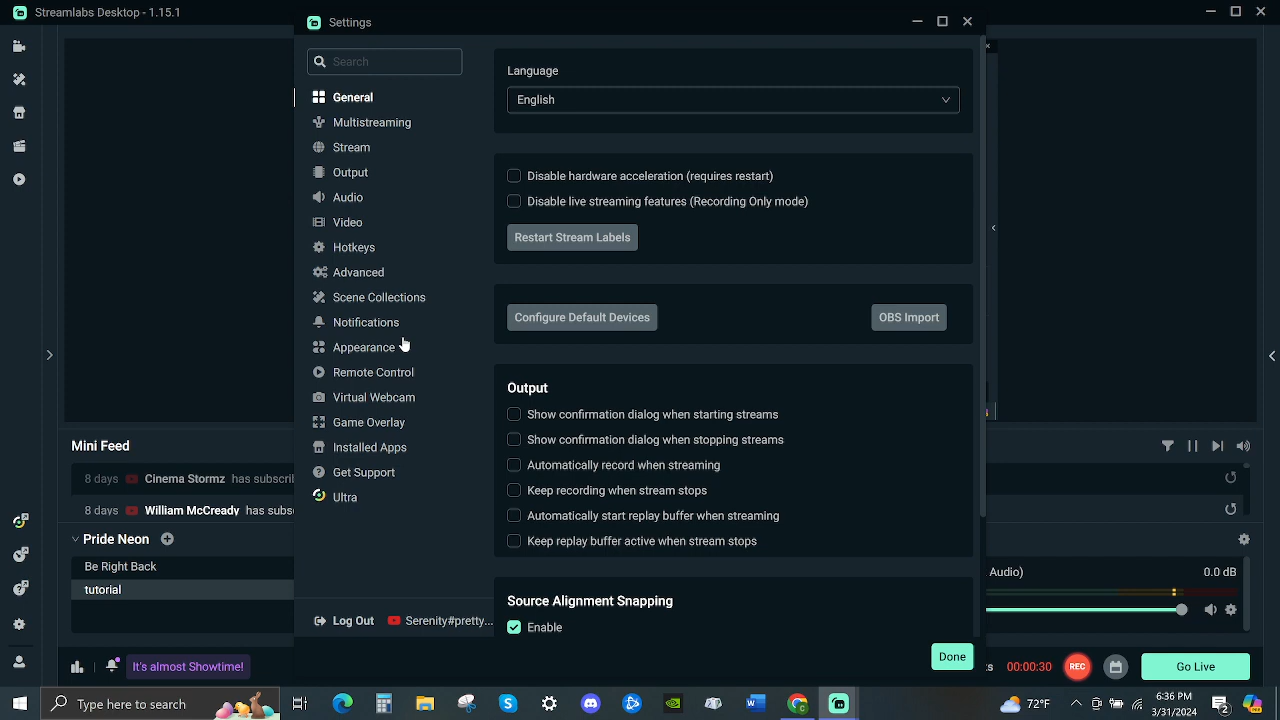 Streamlabs Desktop - 1.15.1
Settings
Search
General
Multistreaming
Stream
Output
Audio
Video
Hotkeys
Advanced
Scene Collections
Notifications
Appearance
Remote Control
Virtual Webcam
Game Overlay
Installed Apps
Get Support
Ultra
Log Out
Serenity#pretty...
Language
English
Disable hardware acceleration (requires restart)
Disable live streaming features (Recording Only mode)
Restart Stream Labels
Configure Default Devices
OBS Import
Output
Show confirmation dialog when starting streams
Show confirmation dialog when stopping streams
Automatically record when streaming
Keep recording when stream stops
Automatically start replay buffer when streaming
Keep replay buffer active when stream stops
Source Alignment Snapping
Enable
Done
Mini Feed
8 days Cinema Stormz has subscri
8 days William McCready has subs
Pride Neon
Be Right Back
tutorial
Audio)
0.0 dB
It's almost Showtime!
00:00:30
REC
Go Live
Type here to search
72°F
6:36 PM
3/31/2024